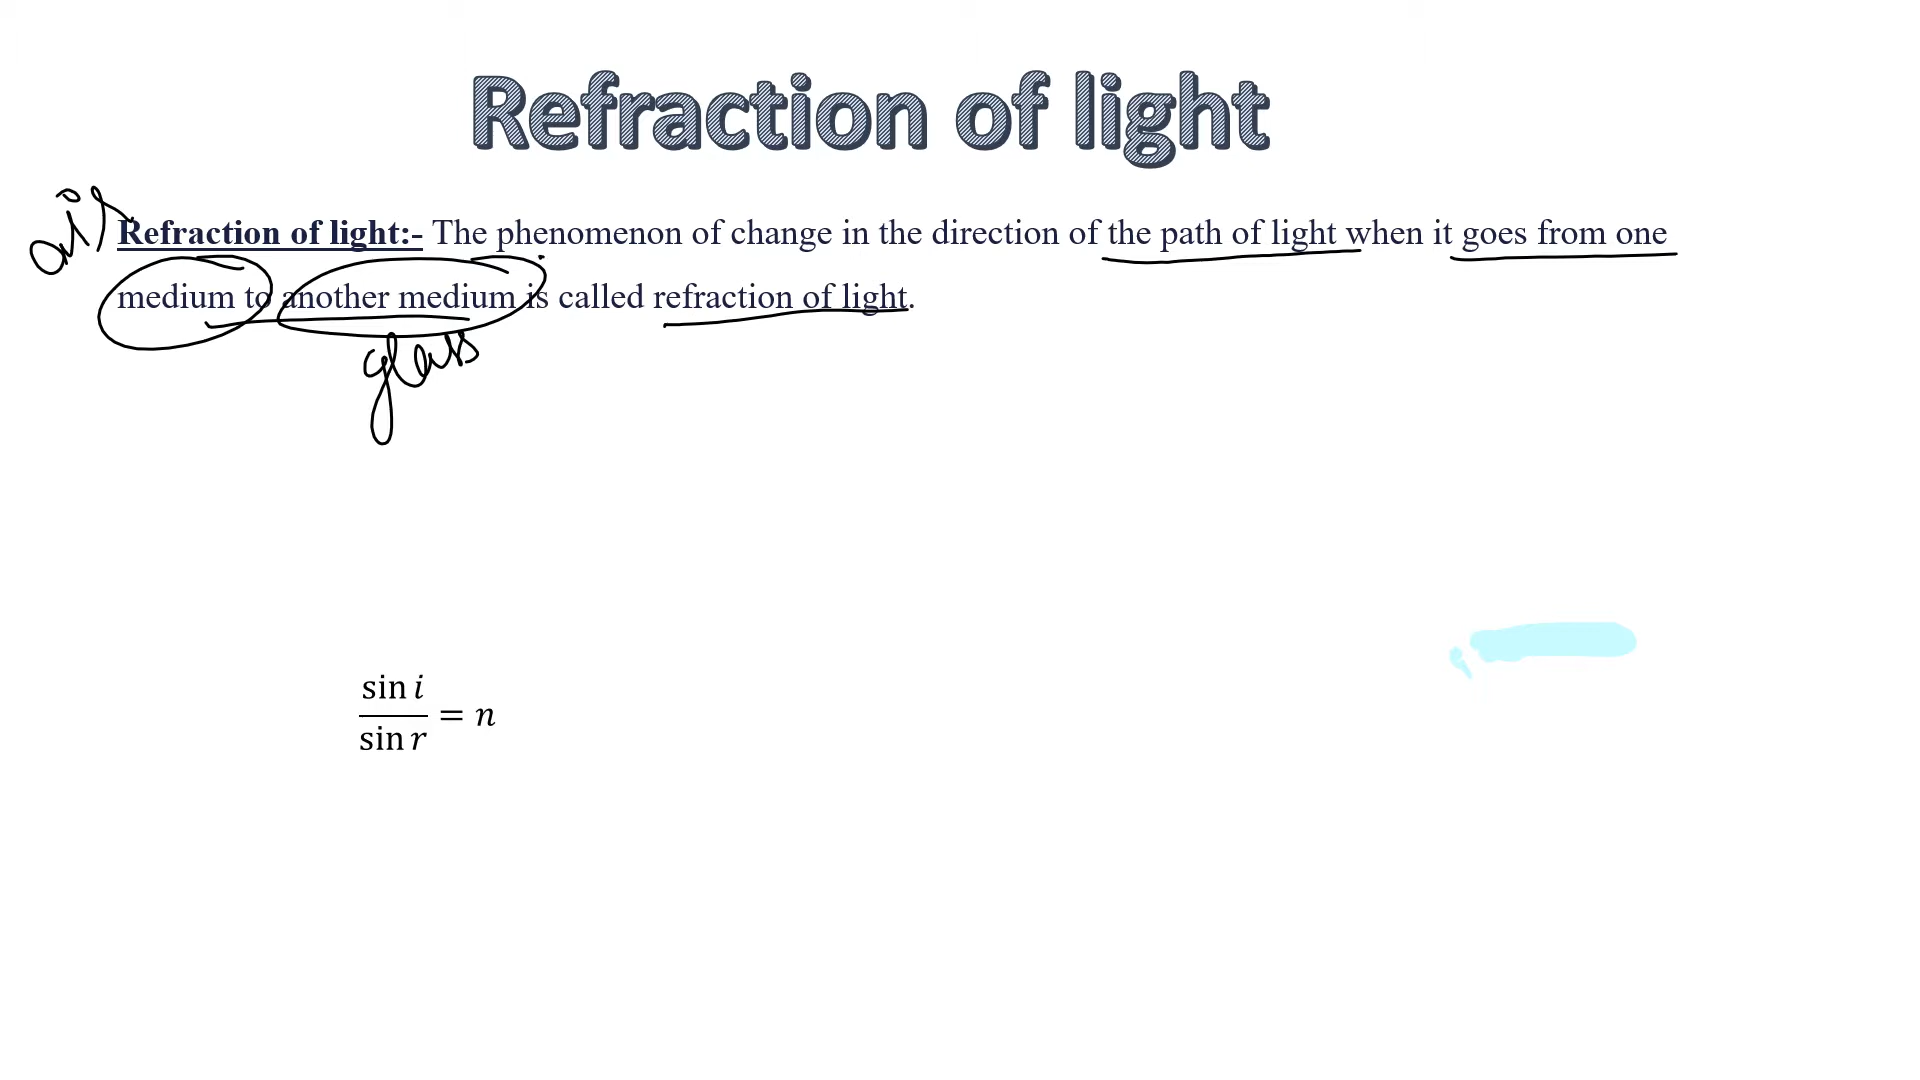 Refraction of light
air
Refraction of light:- The phenomenon of change in the direction of the path of light when it goes from one
medium to another medium is called refraction of light.
glass
sin i
sin r
= n